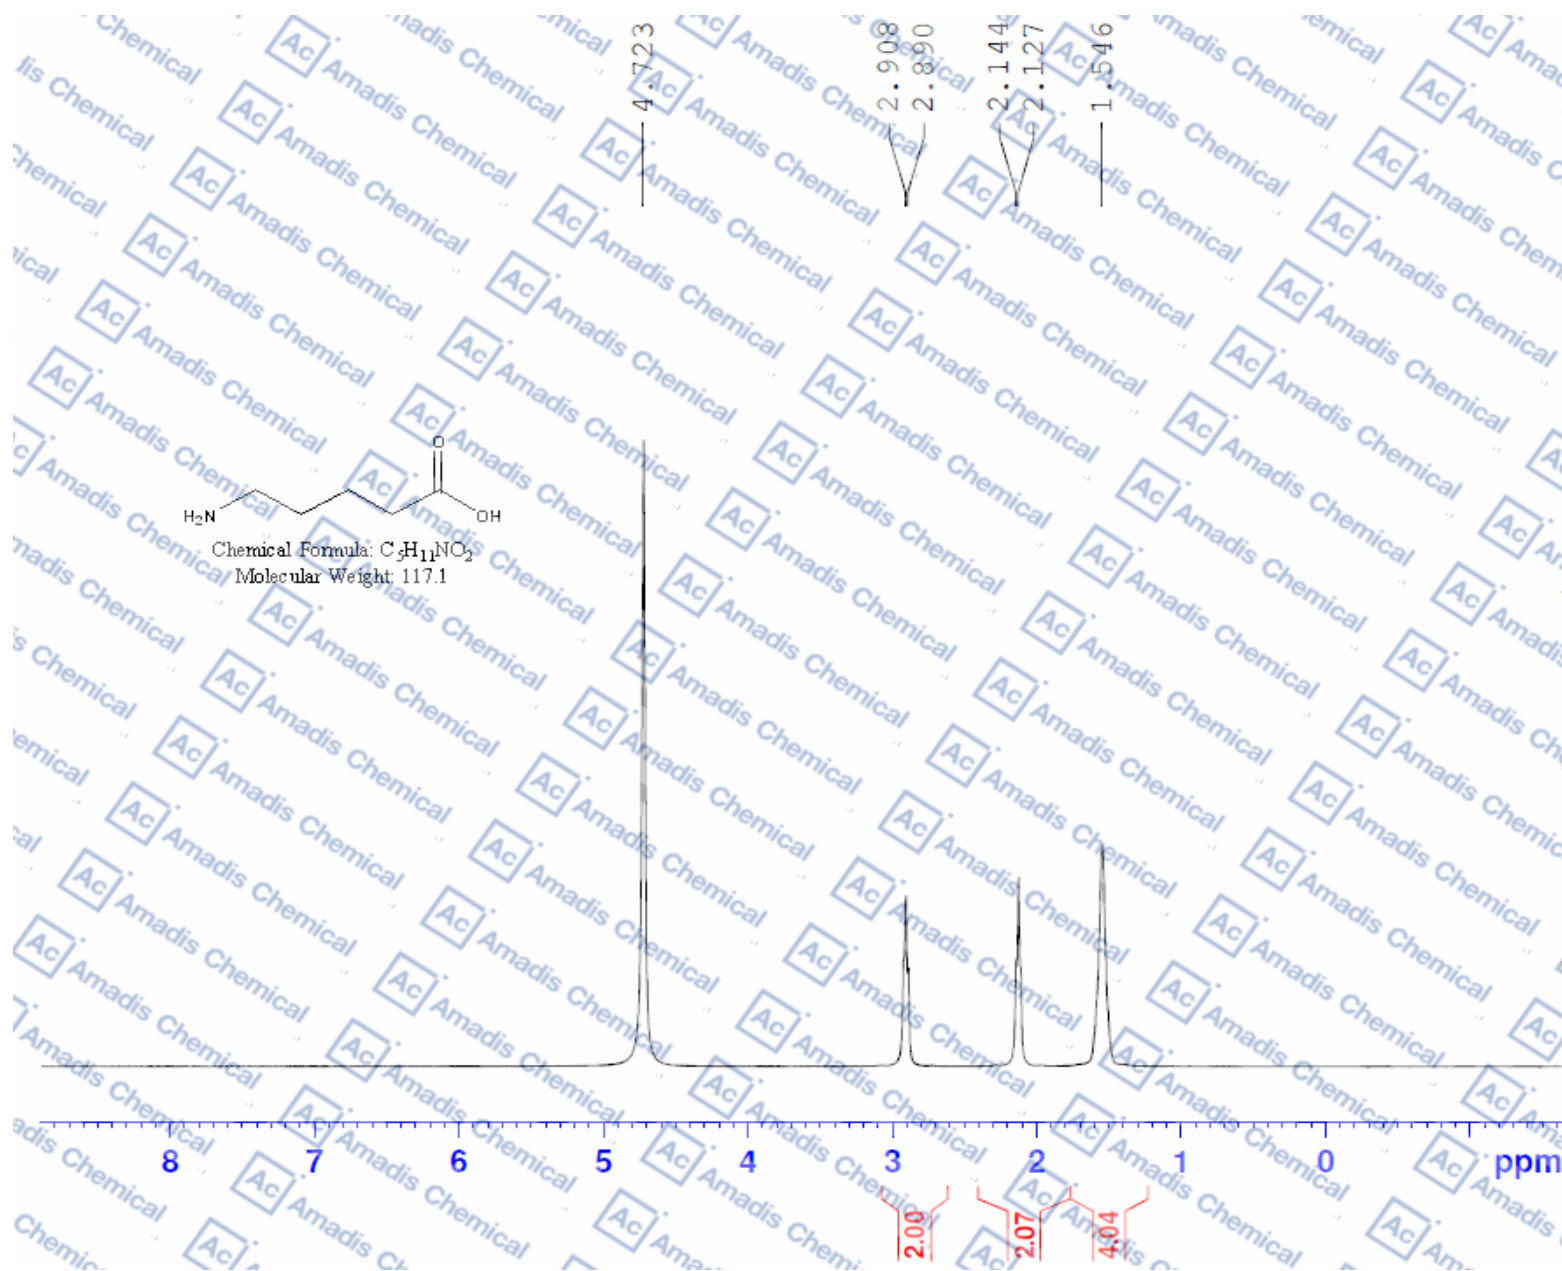 4.723
2.908
2.890
2.144
2.127
1.546
O
H2N
OH
Chemical Formula: C5H11NO2
Molecular Weight: 117.1
8 7 6 5 4 3 2 1 0 ppm
2.00
2.07
4.04
Ac Amadis Chemical